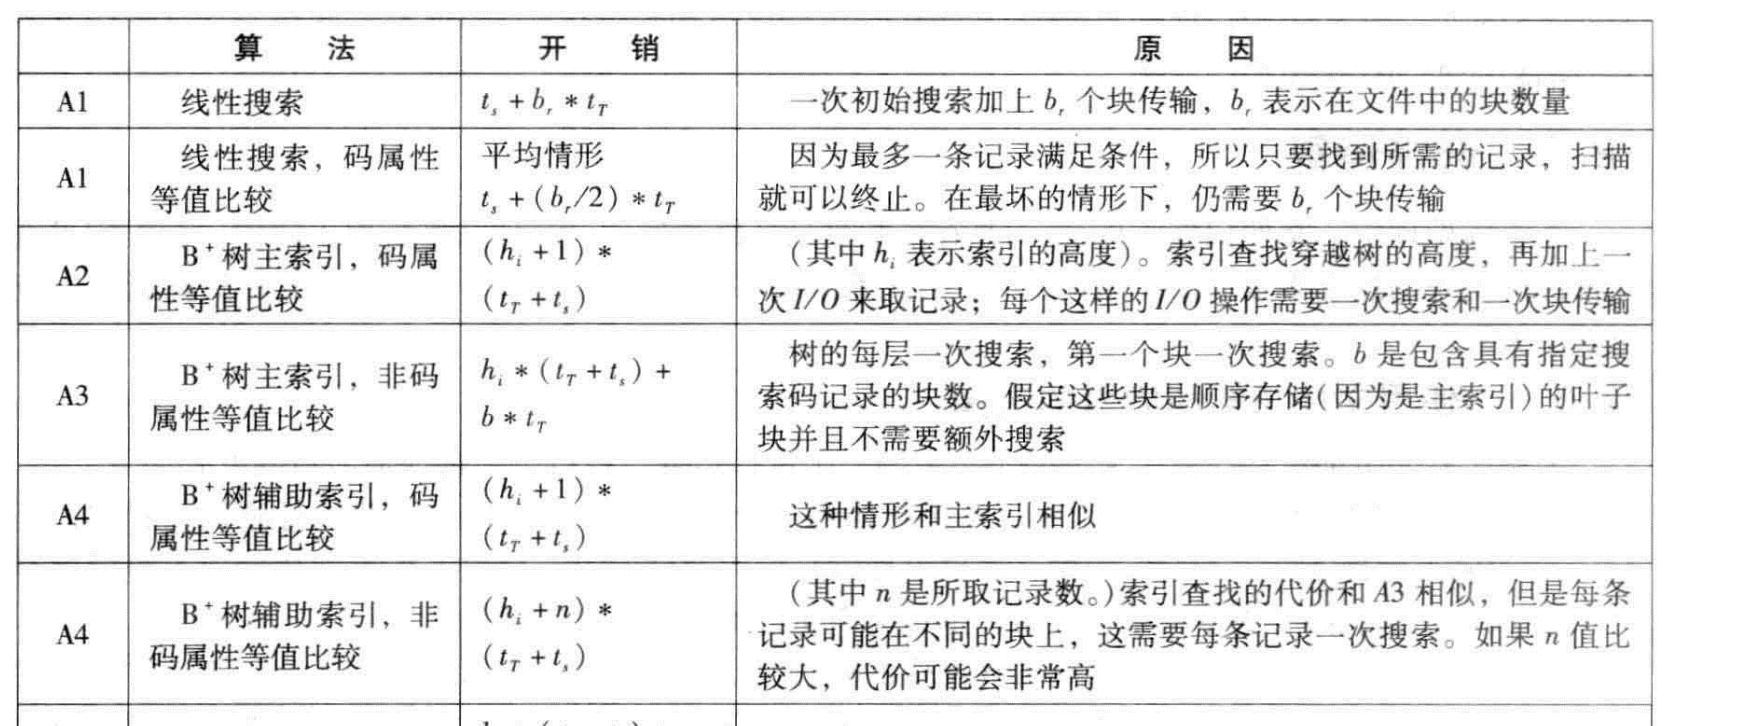 算 法 开 销 原 因
A1 线性搜索 t_s + b_r * t_T 一次初始搜索加上 b_r 个块传输，b_r 表示在文件中的块数量
A1
线性搜索，码属性
等值比较
平均情形
t_s + (b_r/2) * t_T
因为最多一条记录满足条件，所以只要找到所需的记录，扫描
就可以终止。在最坏的情形下，仍需要 b_r 个块传输
A2
B⁺树主索引，码属
性等值比较
(h_i + 1) *
(t_T + t_s)
(其中 h_i 表示索引的高度)。索引查找穿越树的高度，再加上一
次 I/O 来取记录；每个这样的 I/O 操作需要一次搜索和一次块传输
A3
B⁺树主索引，非码
属性等值比较
h_i * (t_T + t_s) +
b * t_T
树的每层一次搜索，第一个块一次搜索。b 是包含具有指定搜
索码记录的块数。假定这些块是顺序存储(因为是主索引)的叶子
块并且不需要额外搜索
A4
B⁺树辅助索引，码
属性等值比较
(h_i + 1) *
(t_T + t_s)
这种情形和主索引相似
A4
B⁺树辅助索引，非
码属性等值比较
(h_i + n) *
(t_T + t_s)
(其中 n 是所取记录数。)索引查找的代价和 A3 相似，但是每条
记录可能在不同的块上，这需要每条记录一次搜索。如果 n 值比
较大，代价可能会非常高